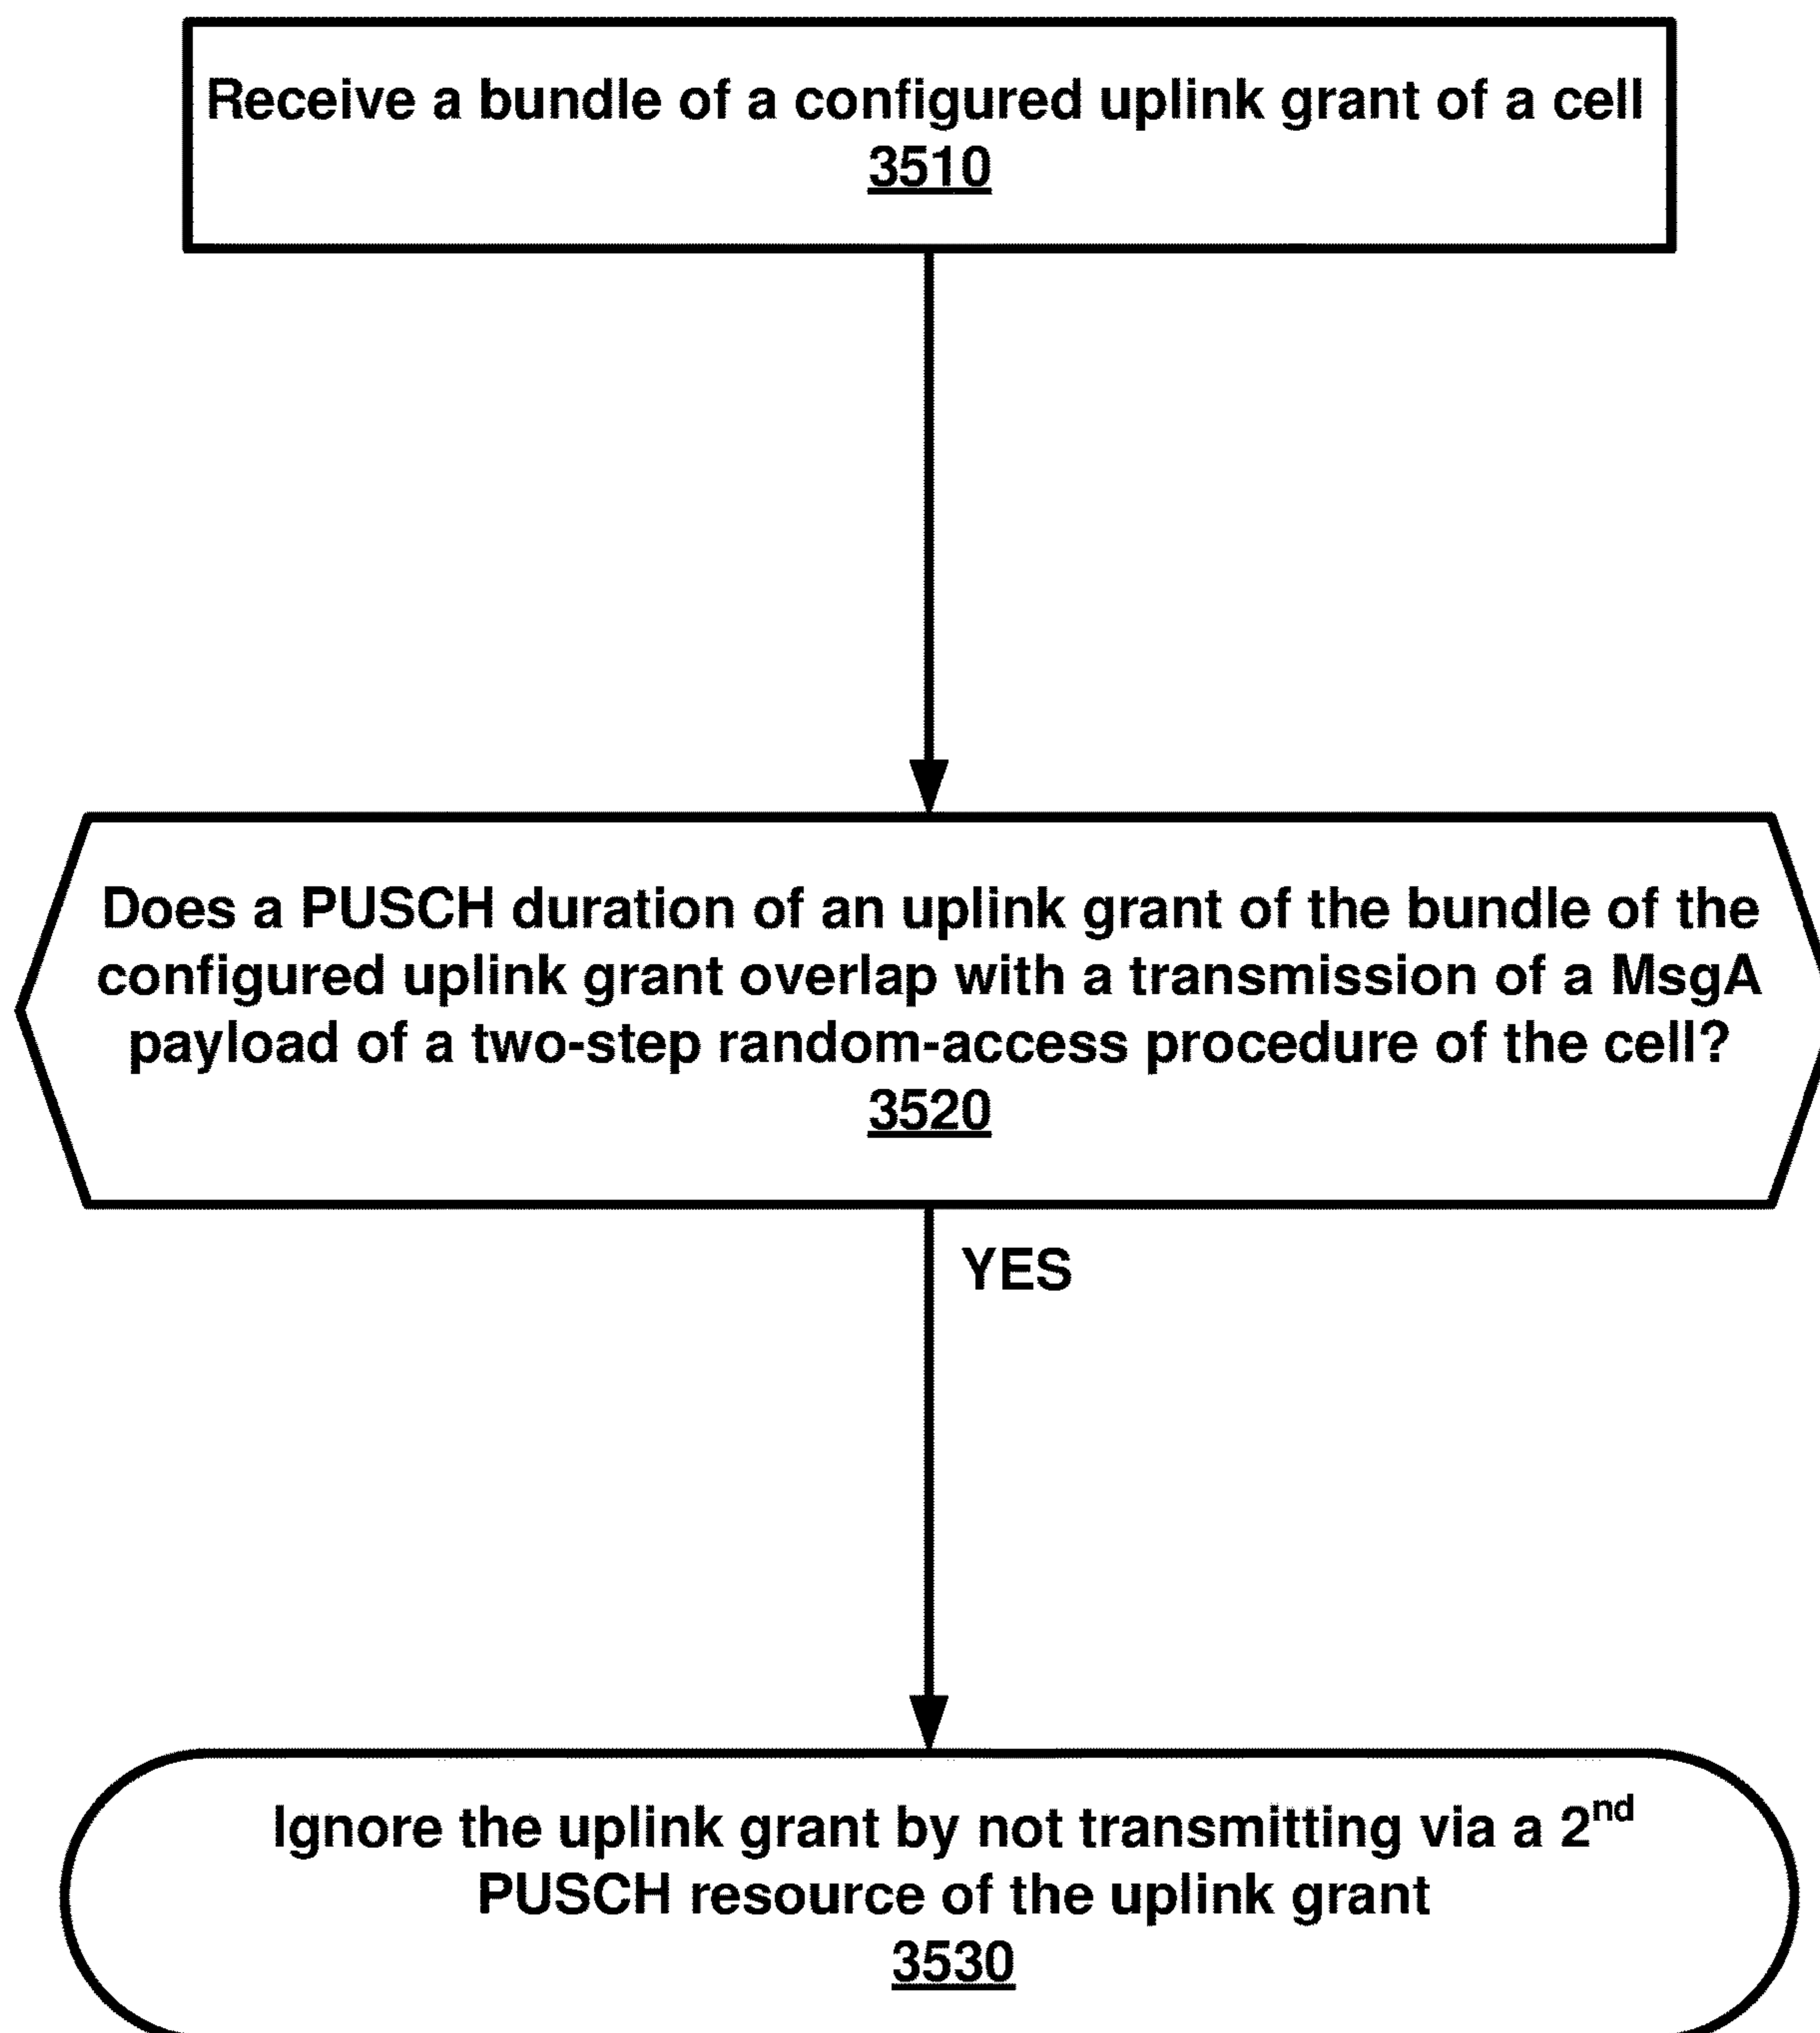 Receive a bundle of a configured uplink grant of a cell
3510
Does a PUSCH duration of an uplink grant of the bundle of the
configured uplink grant overlap with a transmission of a MsgA
payload of a two-step random-access procedure of the cell?
3520
YES
Ignore the uplink grant by not transmitting via a 2nd
PUSCH resource of the uplink grant
3530